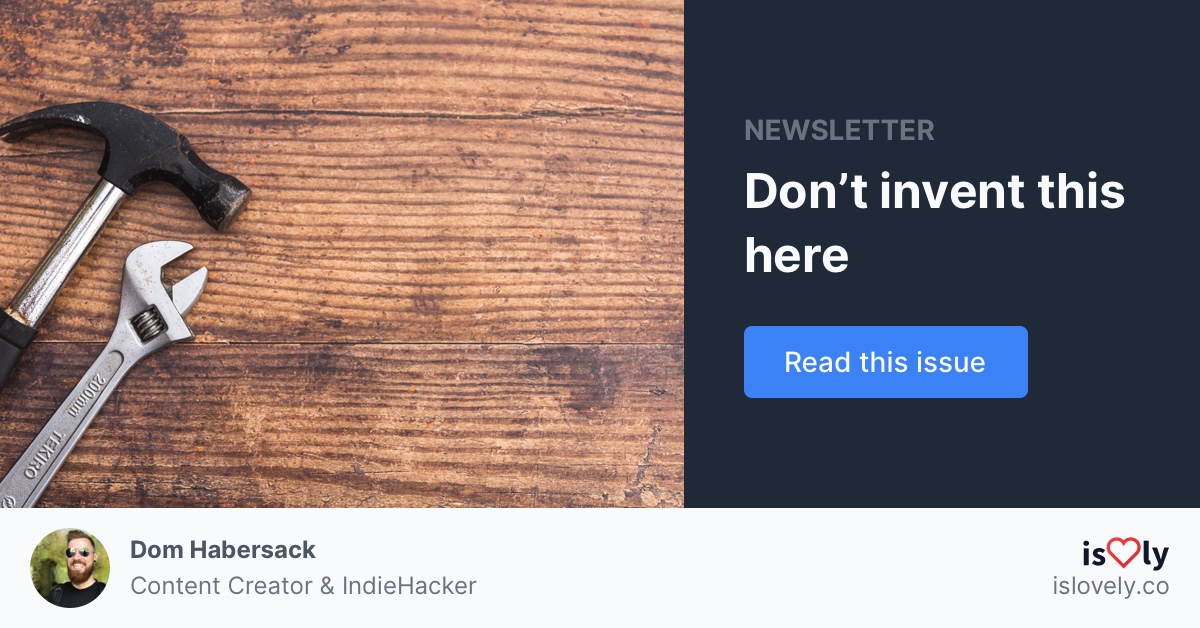 NEWSLETTER
Don’t invent this
here
Read this issue
200mm
TEKIRO
Dom Habersack
Content Creator & IndieHacker
is♡ly
islovely.co